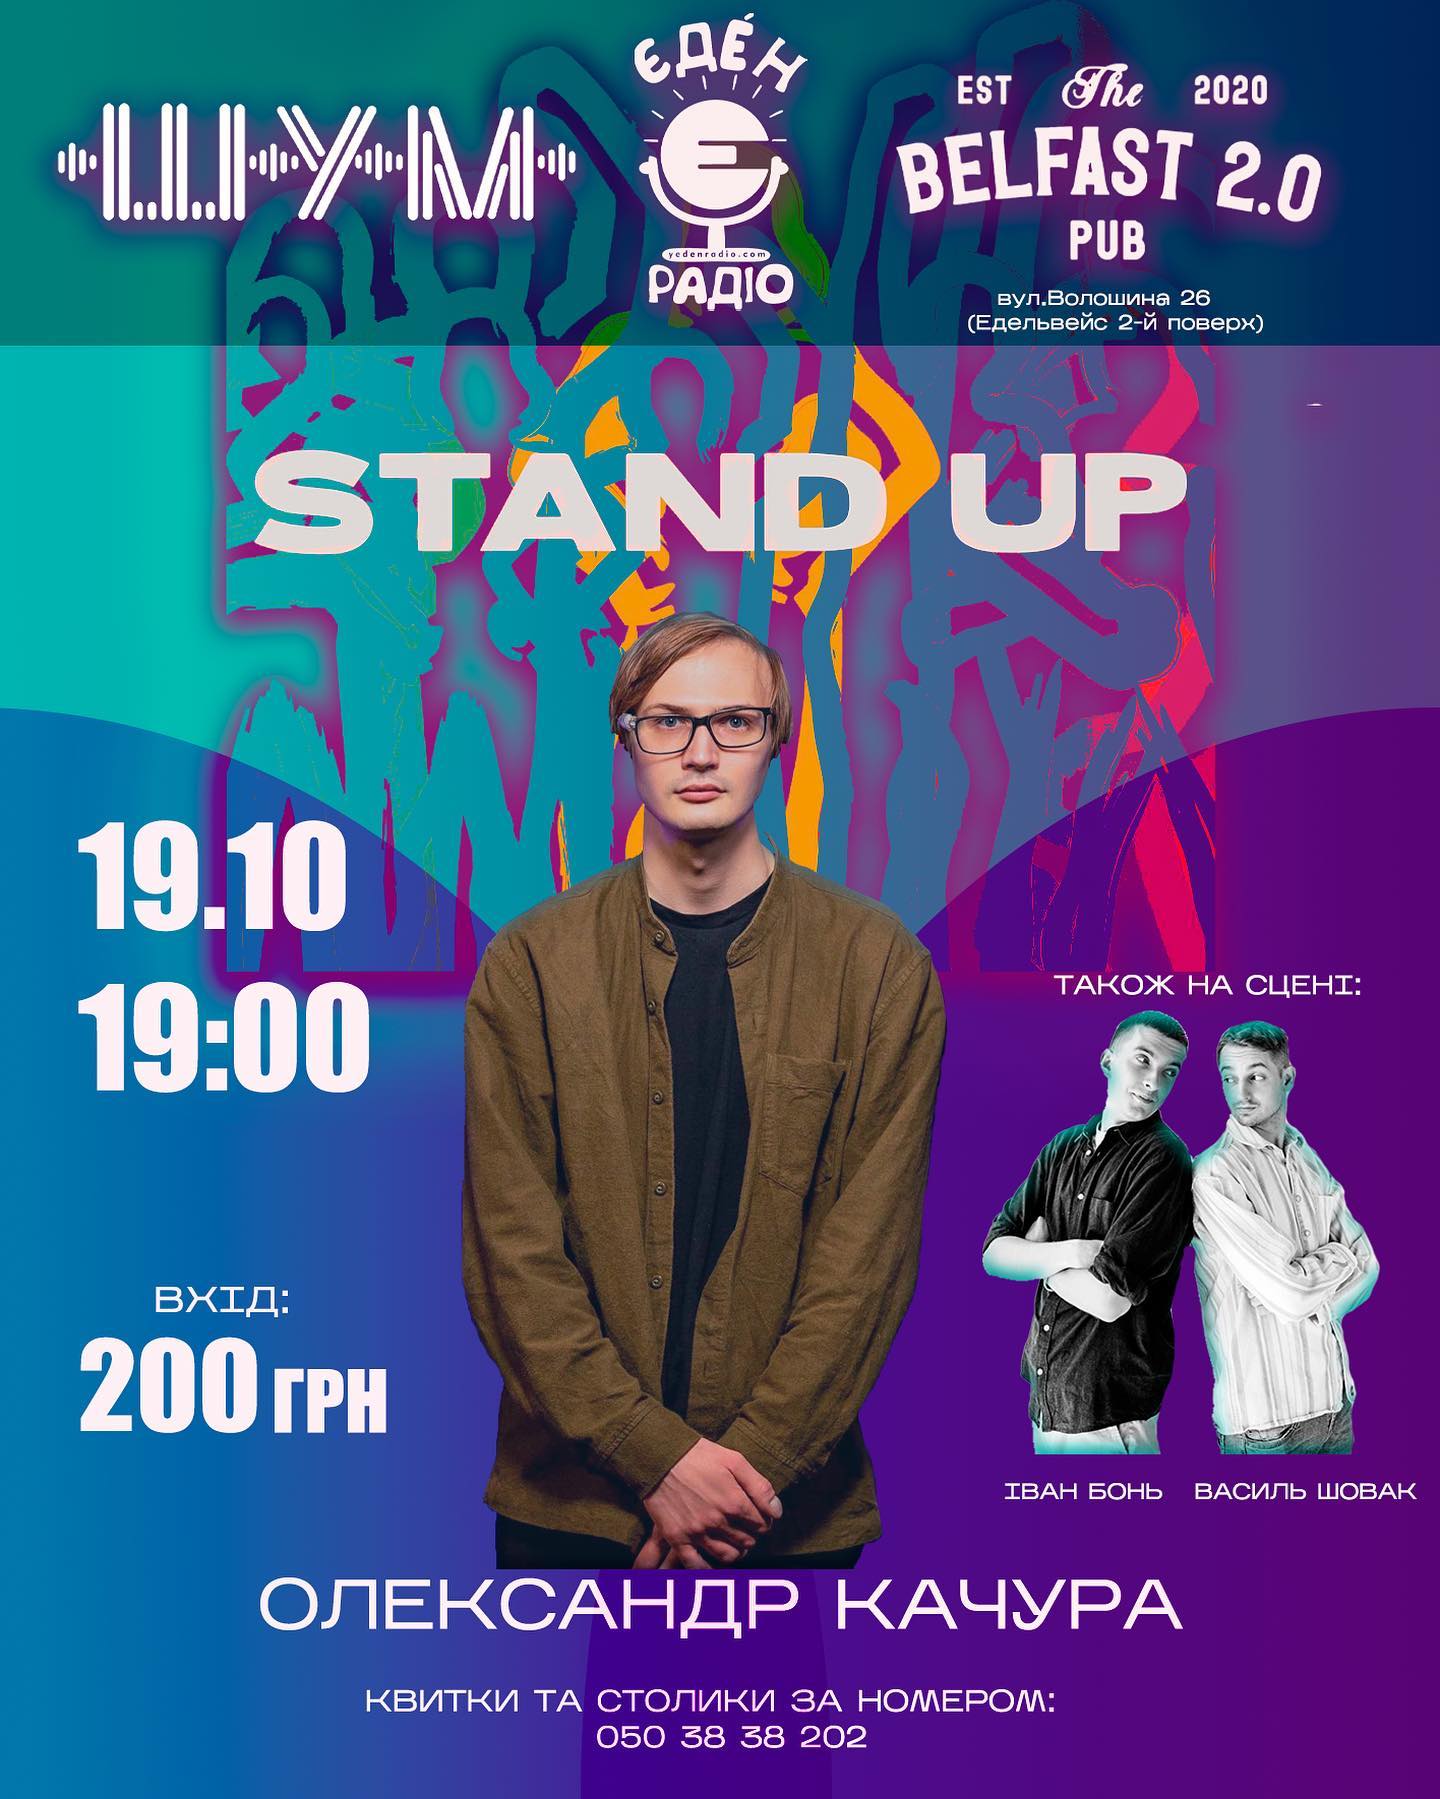 ШУМ
ЄДЕ́Н
Е
yedenradio.com
РАДІО
EST The 2020
BELFAST 2.0
PUB
вул.Волошина 26
(Едельвейс 2-й поверх)
STAND UP
19.10
19:00
ТАКОЖ НА СЦЕНІ:
ВХІД:
200 ГРН
ІВАН БОНЬ
ВАСИЛЬ ШОВАК
ОЛЕКСАНДР КАЧУРА
КВИТКИ ТА СТОЛИКИ ЗА НОМЕРОМ:
050 38 38 202